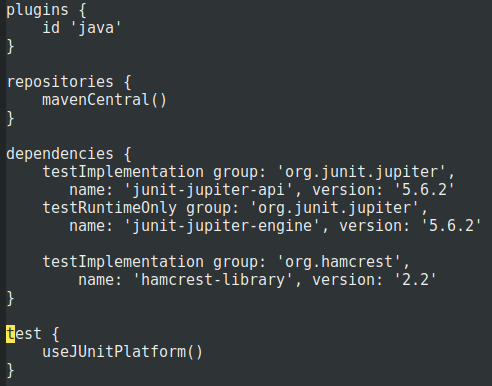 plugins {
    id 'java'
}

repositories {
    mavenCentral()
}

dependencies {
    testImplementation group: 'org.junit.jupiter',
       name: 'junit-jupiter-api', version: '5.6.2'
    testRuntimeOnly group: 'org.junit.jupiter',
       name: 'junit-jupiter-engine', version: '5.6.2'

    testImplementation group: 'org.hamcrest',
        name: 'hamcrest-library', version: '2.2'
}

test {
    useJUnitPlatform()
}